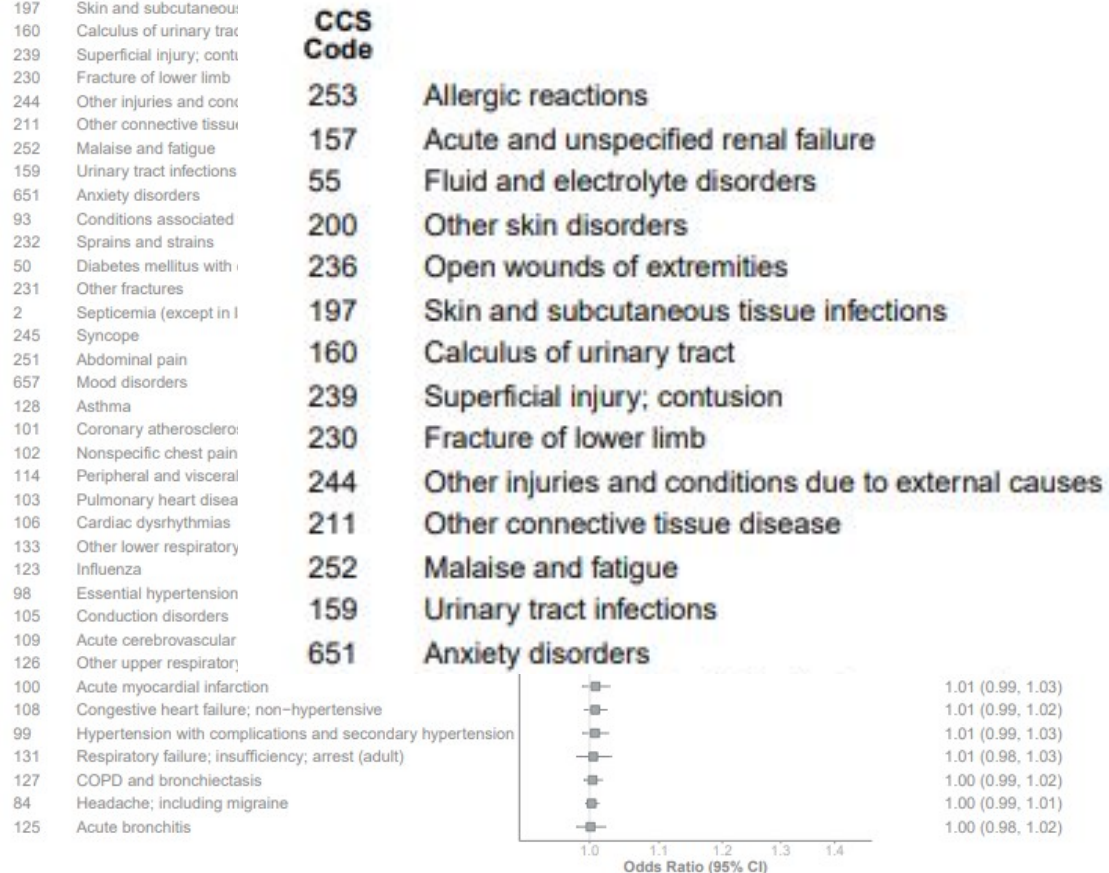 197 Skin and subcutaneous
160 Calculus of urinary trac
239 Superficial injury; contu
230 Fracture of lower limb
244 Other injuries and conc
211 Other connective tissue
252 Malaise and fatigue
159 Urinary tract infections
651 Anxiety disorders
93 Conditions associated
232 Sprains and strains
50 Diabetes mellitus with
231 Other fractures
2 Septicemia (except in l
245 Syncope
251 Abdominal pain
657 Mood disorders
128 Asthma
101 Coronary atheroscleros
102 Nonspecific chest pain
114 Peripheral and visceral
103 Pulmonary heart disea
106 Cardiac dysrhythmias
133 Other lower respiratory
123 Influenza
98 Essential hypertension
105 Conduction disorders
109 Acute cerebrovascular
126 Other upper respiratory
CCS
Code
253 Allergic reactions
157 Acute and unspecified renal failure
55 Fluid and electrolyte disorders
200 Other skin disorders
236 Open wounds of extremities
197 Skin and subcutaneous tissue infections
160 Calculus of urinary tract
239 Superficial injury; contusion
230 Fracture of lower limb
244 Other injuries and conditions due to external causes
211 Other connective tissue disease
252 Malaise and fatigue
159 Urinary tract infections
651 Anxiety disorders
100 Acute myocardial infarction 1.01 (0.99, 1.03)
108 Congestive heart failure; non−hypertensive 1.01 (0.99, 1.02)
99 Hypertension with complications and secondary hypertension 1.01 (0.99, 1.03)
131 Respiratory failure; insufficiency; arrest (adult) 1.01 (0.98, 1.03)
127 COPD and bronchiectasis 1.00 (0.99, 1.02)
84 Headache; including migraine 1.00 (0.99, 1.01)
125 Acute bronchitis 1.00 (0.98, 1.02)
1.0 1.1 1.2 1.3 1.4
Odds Ratio (95% CI)